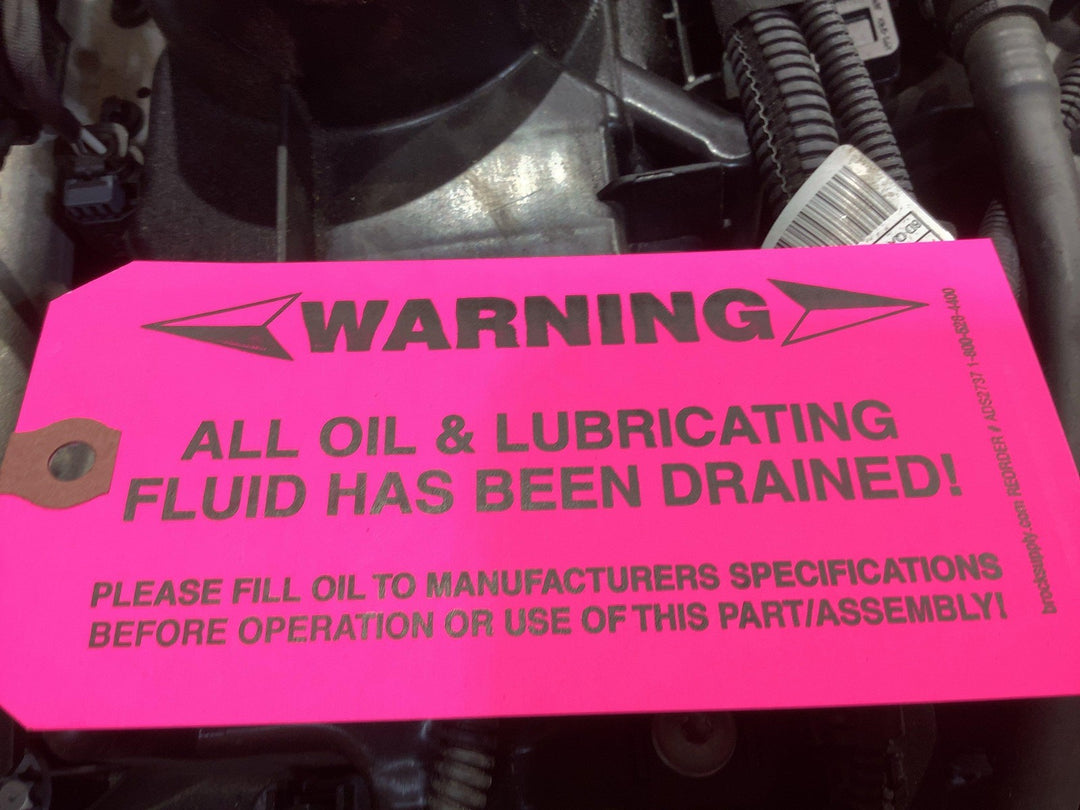 WARNING
ALL OIL & LUBRICATING
FLUID HAS BEEN DRAINED!
PLEASE FILL OIL TO MANUFACTURERS SPECIFICATIONS
BEFORE OPERATION OR USE OF THIS PART/ASSEMBLY!
brocksupply.com REORDER # ADS2737 1-800-628-4400